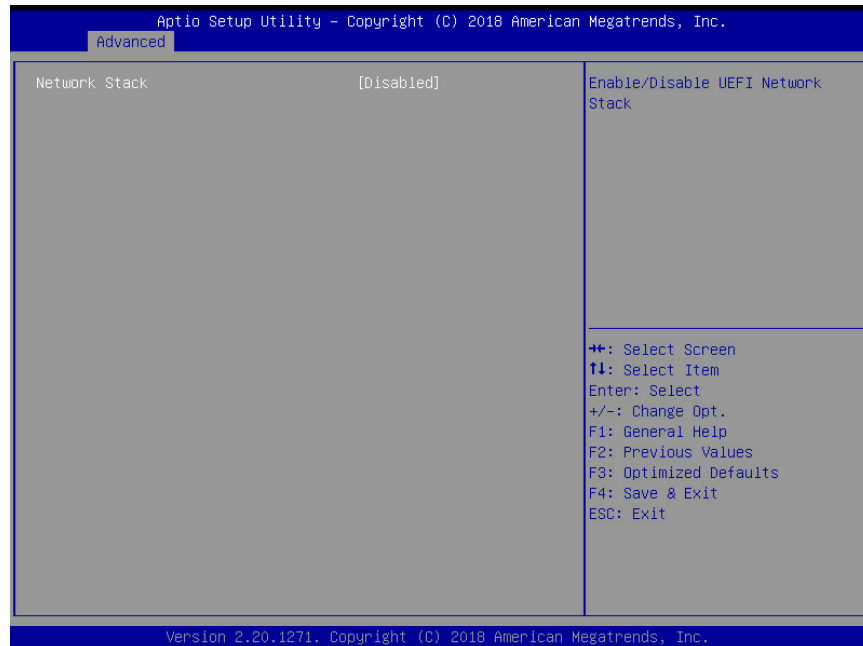 Aptio Setup Utility – Copyright (C) 2018 American Megatrends, Inc.
Advanced
Network Stack [Disabled]
Enable/Disable UEFI Network
Stack
→←: Select Screen
↑↓: Select Item
Enter: Select
+/-: Change Opt.
F1: General Help
F2: Previous Values
F3: Optimized Defaults
F4: Save & Exit
ESC: Exit
Version 2.20.1271. Copyright (C) 2018 American Megatrends, Inc.